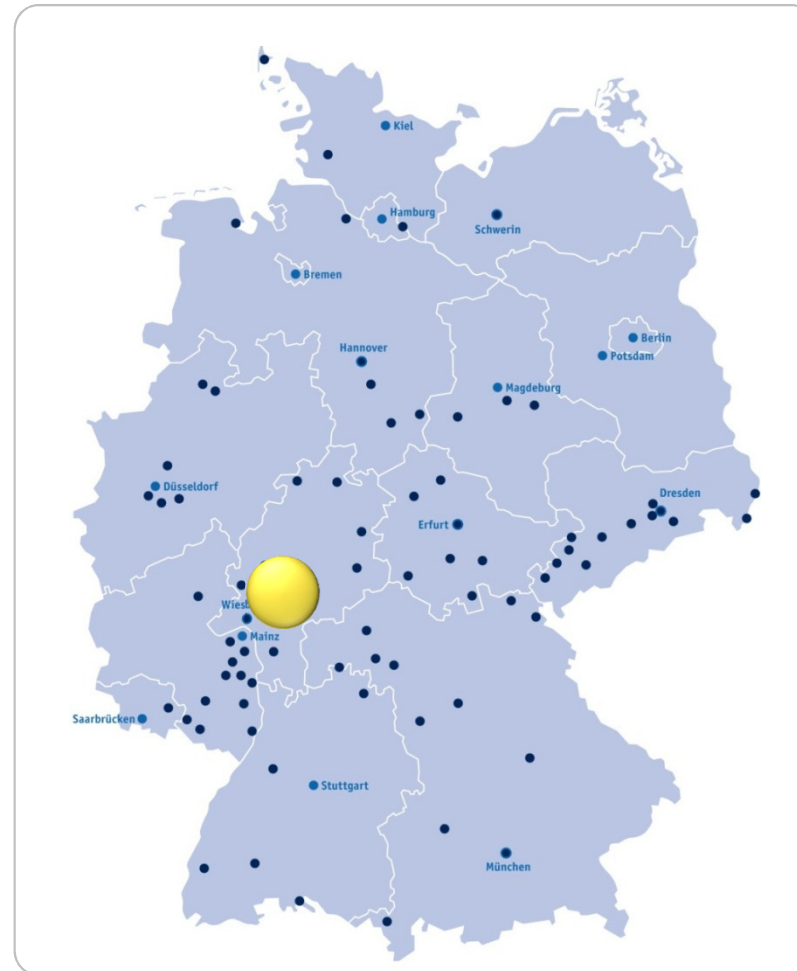 Kiel
Hamburg
Schwerin
Bremen
Berlin
Hannover
Potsdam
Magdeburg
Düsseldorf
Dresden
Erfurt
Mainz
Saarbrücken
Stuttgart
München